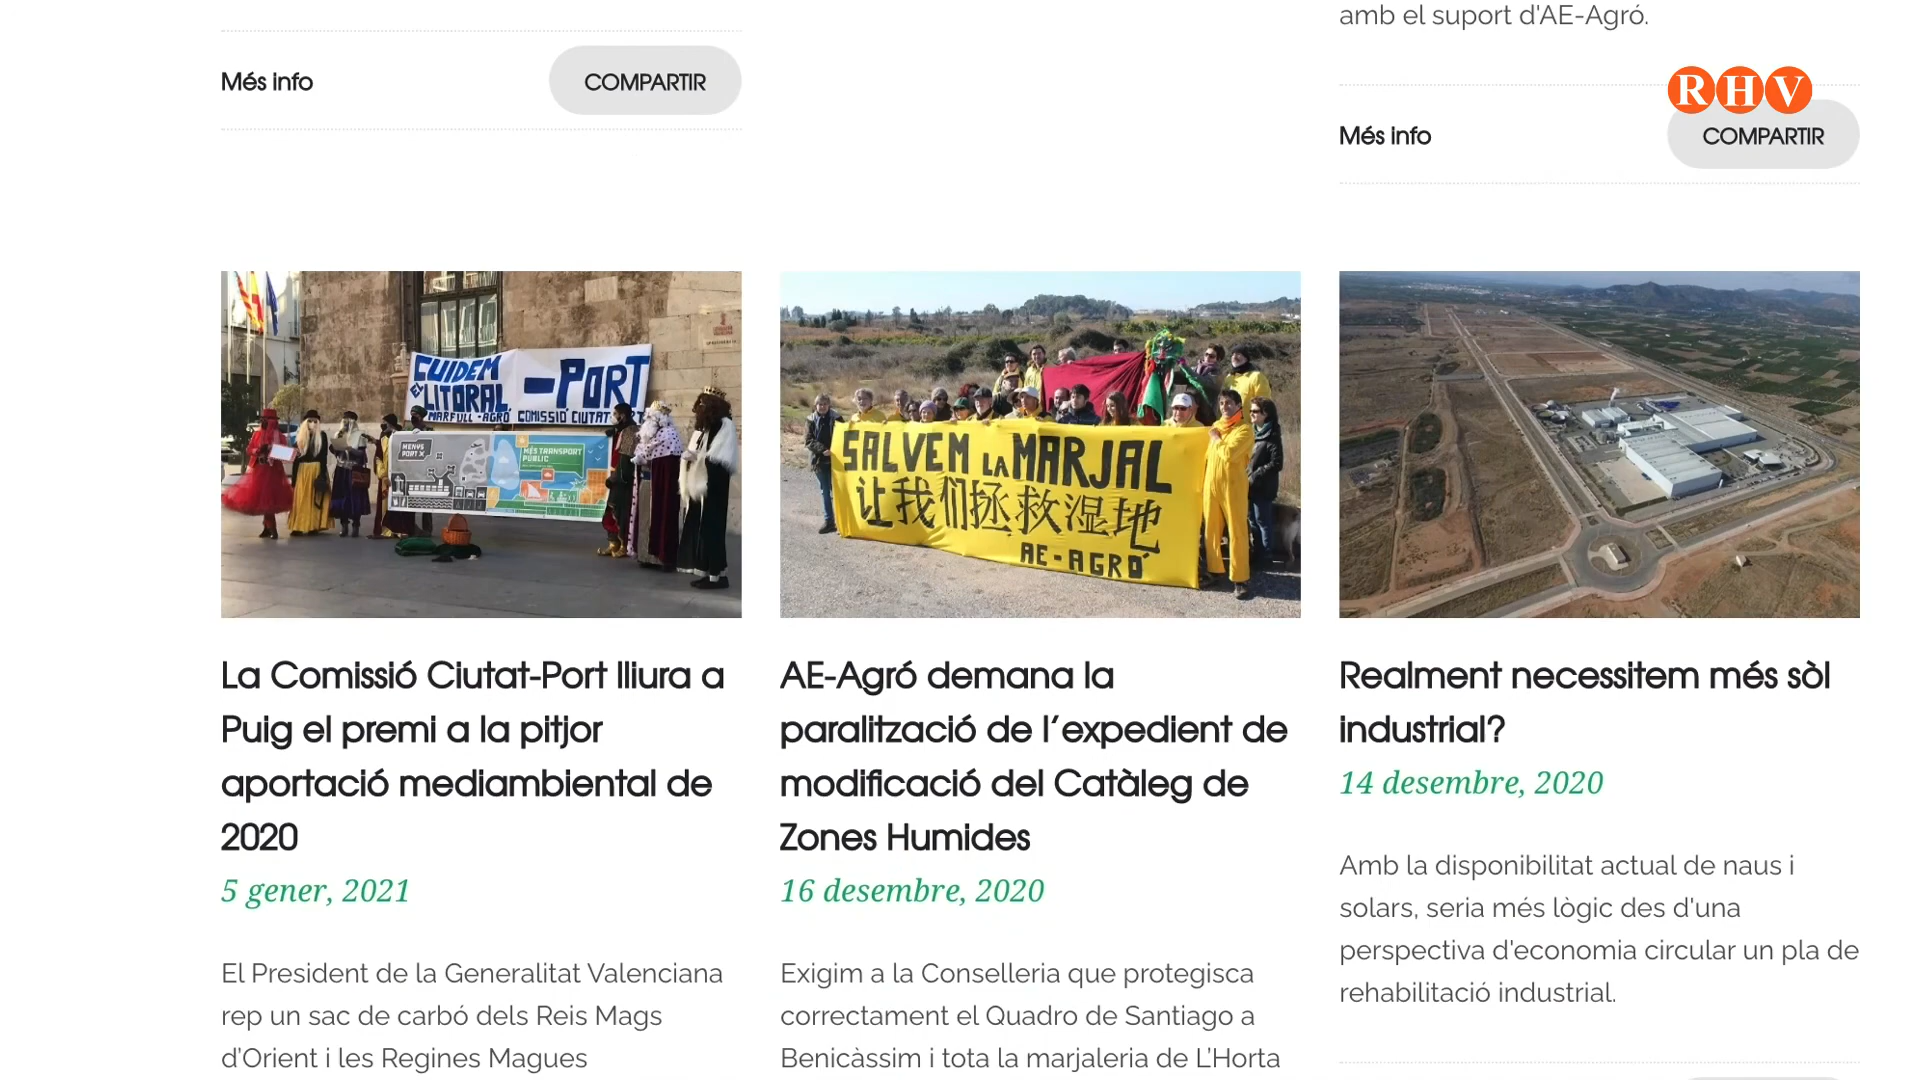 amb el suport d'AE-Agró.
Més info
COMPARTIR
RHV
Més info
COMPARTIR
CUIDEM
EL LITORAL
-PORT
MARFULL-AGRÓ COMISSIÓ CIUTAT-PORT
MENYS
PORT X
MÉS TRANSPORT
PÚBLIC
SALVEM LA MARJAL
让我们拯救湿地
AE-AGRÓ
La Comissió Ciutat-Port lliura a
Puig el premi a la pitjor
aportació mediambiental de
2020
5 gener, 2021
El President de la Generalitat Valenciana
rep un sac de carbó dels Reis Mags
d'Orient i les Regines Magues
AE-Agró demana la
paralització de l´expedient de
modificació del Catàleg de
Zones Humides
16 desembre, 2020
Exigim a la Conselleria que protegisca
correctament el Quadro de Santiago a
Benicàssim i tota la marjaleria de L'Horta
Realment necessitem més sòl
industrial?
14 desembre, 2020
Amb la disponibilitat actual de naus i
solars, seria més lògic des d'una
perspectiva d'economia circular un pla de
rehabilitació industrial.